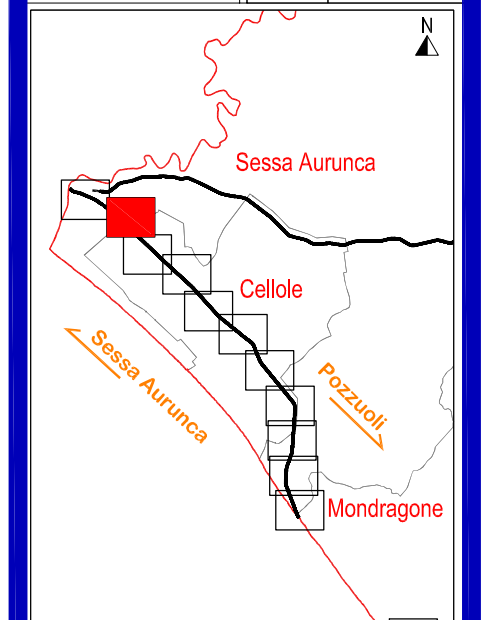 N
Sessa Aurunca
Cellole
Sessa Aurunca
Pozzuoli
Mondragone